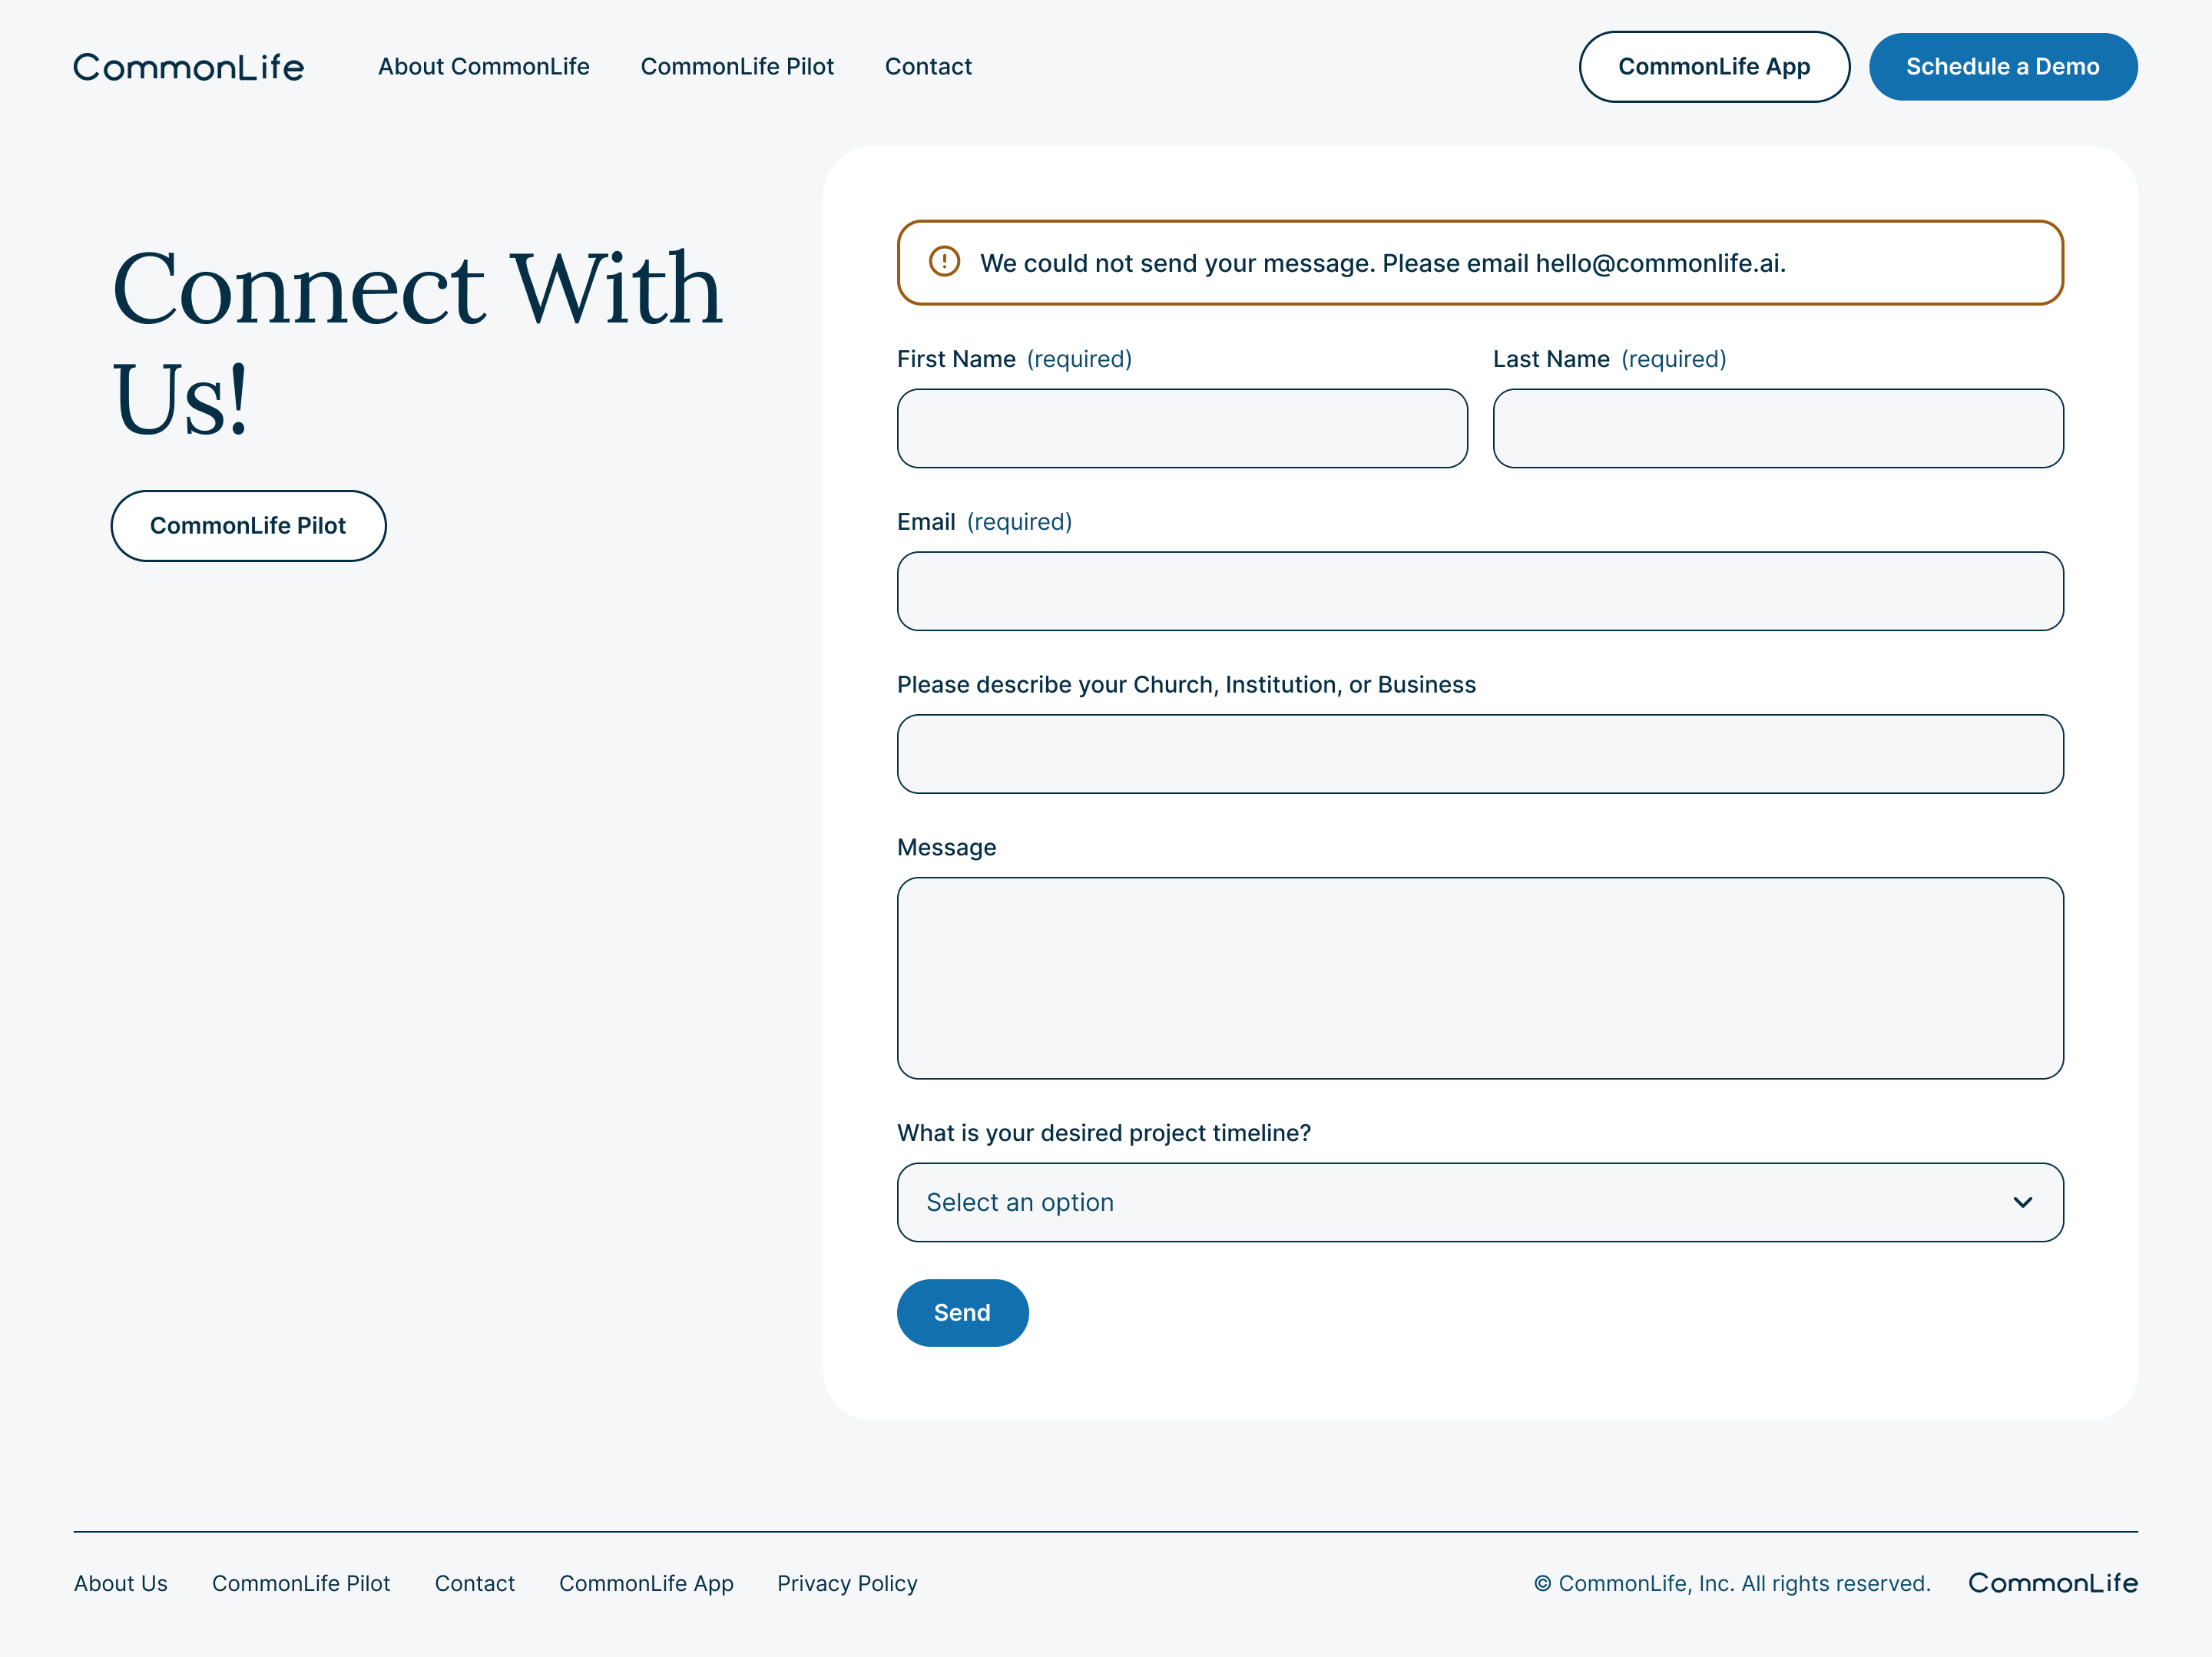 CommonLife
About CommonLife
CommonLife Pilot
Contact
CommonLife App
Schedule a Demo
Connect With
Us!
CommonLife Pilot
We could not send your message. Please email hello@commonlife.ai.
First Name (required)
Last Name (required)
Email (required)
Please describe your Church, Institution, or Business
Message
What is your desired project timeline?
Select an option
Send
About Us
CommonLife Pilot
Contact
CommonLife App
Privacy Policy
© CommonLife, Inc. All rights reserved.
CommonLife